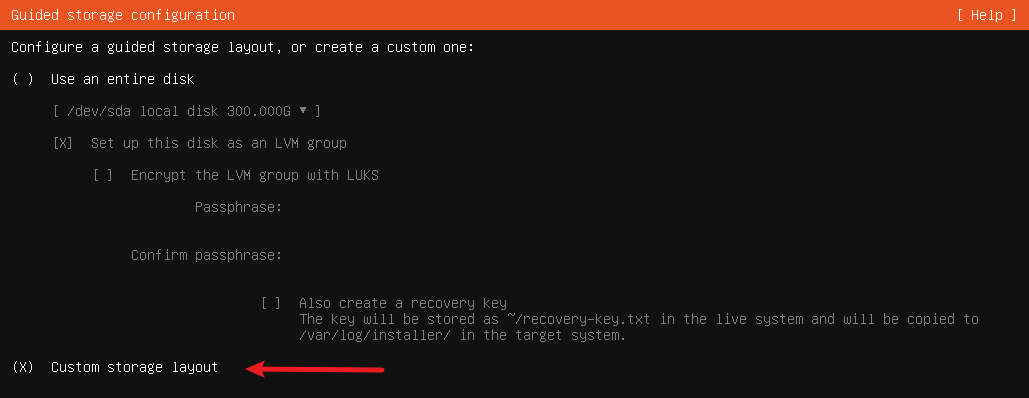 Guided storage configuration [ Help ]
Configure a guided storage layout, or create a custom one:
( ) Use an entire disk
[ /dev/sda local disk 300.000G ▾ ]
[X] Set up this disk as an LVM group
[ ] Encrypt the LVM group with LUKS
Passphrase:
Confirm passphrase:
[ ] Also create a recovery key
The key will be stored as ~/recovery-key.txt in the live system and will be copied to
/var/log/installer/ in the target system.
(X) Custom storage layout